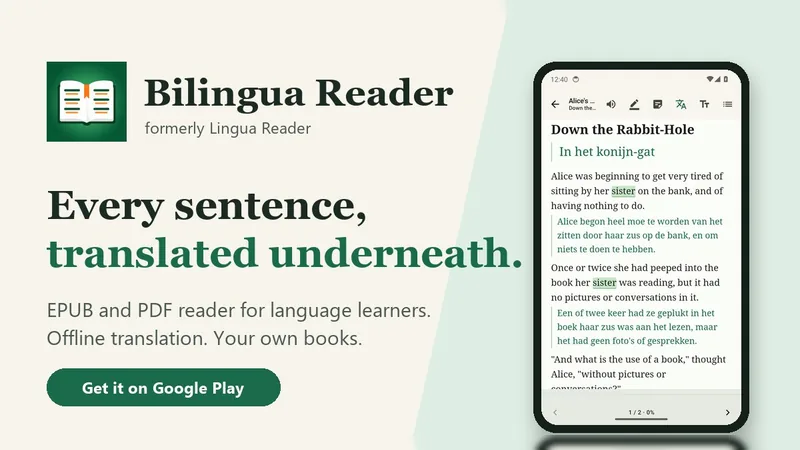 Bilingua Reader
formerly Lingua Reader
Every sentence,
translated underneath.
EPUB and PDF reader for language learners.
Offline translation. Your own books.
Get it on Google Play
12:40
Alice's ...
Down the...
Down the Rabbit-Hole
In het konijn-gat
Alice was beginning to get very tired of
sitting by her sister on the bank, and of
having nothing to do.
Alice begon heel moe te worden van het
zitten door haar zus op de bank, en om
niets te doen te hebben.
Once or twice she had peeped into the
book her sister was reading, but it had
no pictures or conversations in it.
Een of twee keer had ze geplukt in het
boek haar zus was aan het lezen, maar
het had geen foto's of gesprekken.
"And what is the use of a book," thought
Alice, "without pictures or
conversations?"
1 / 2 · 0%